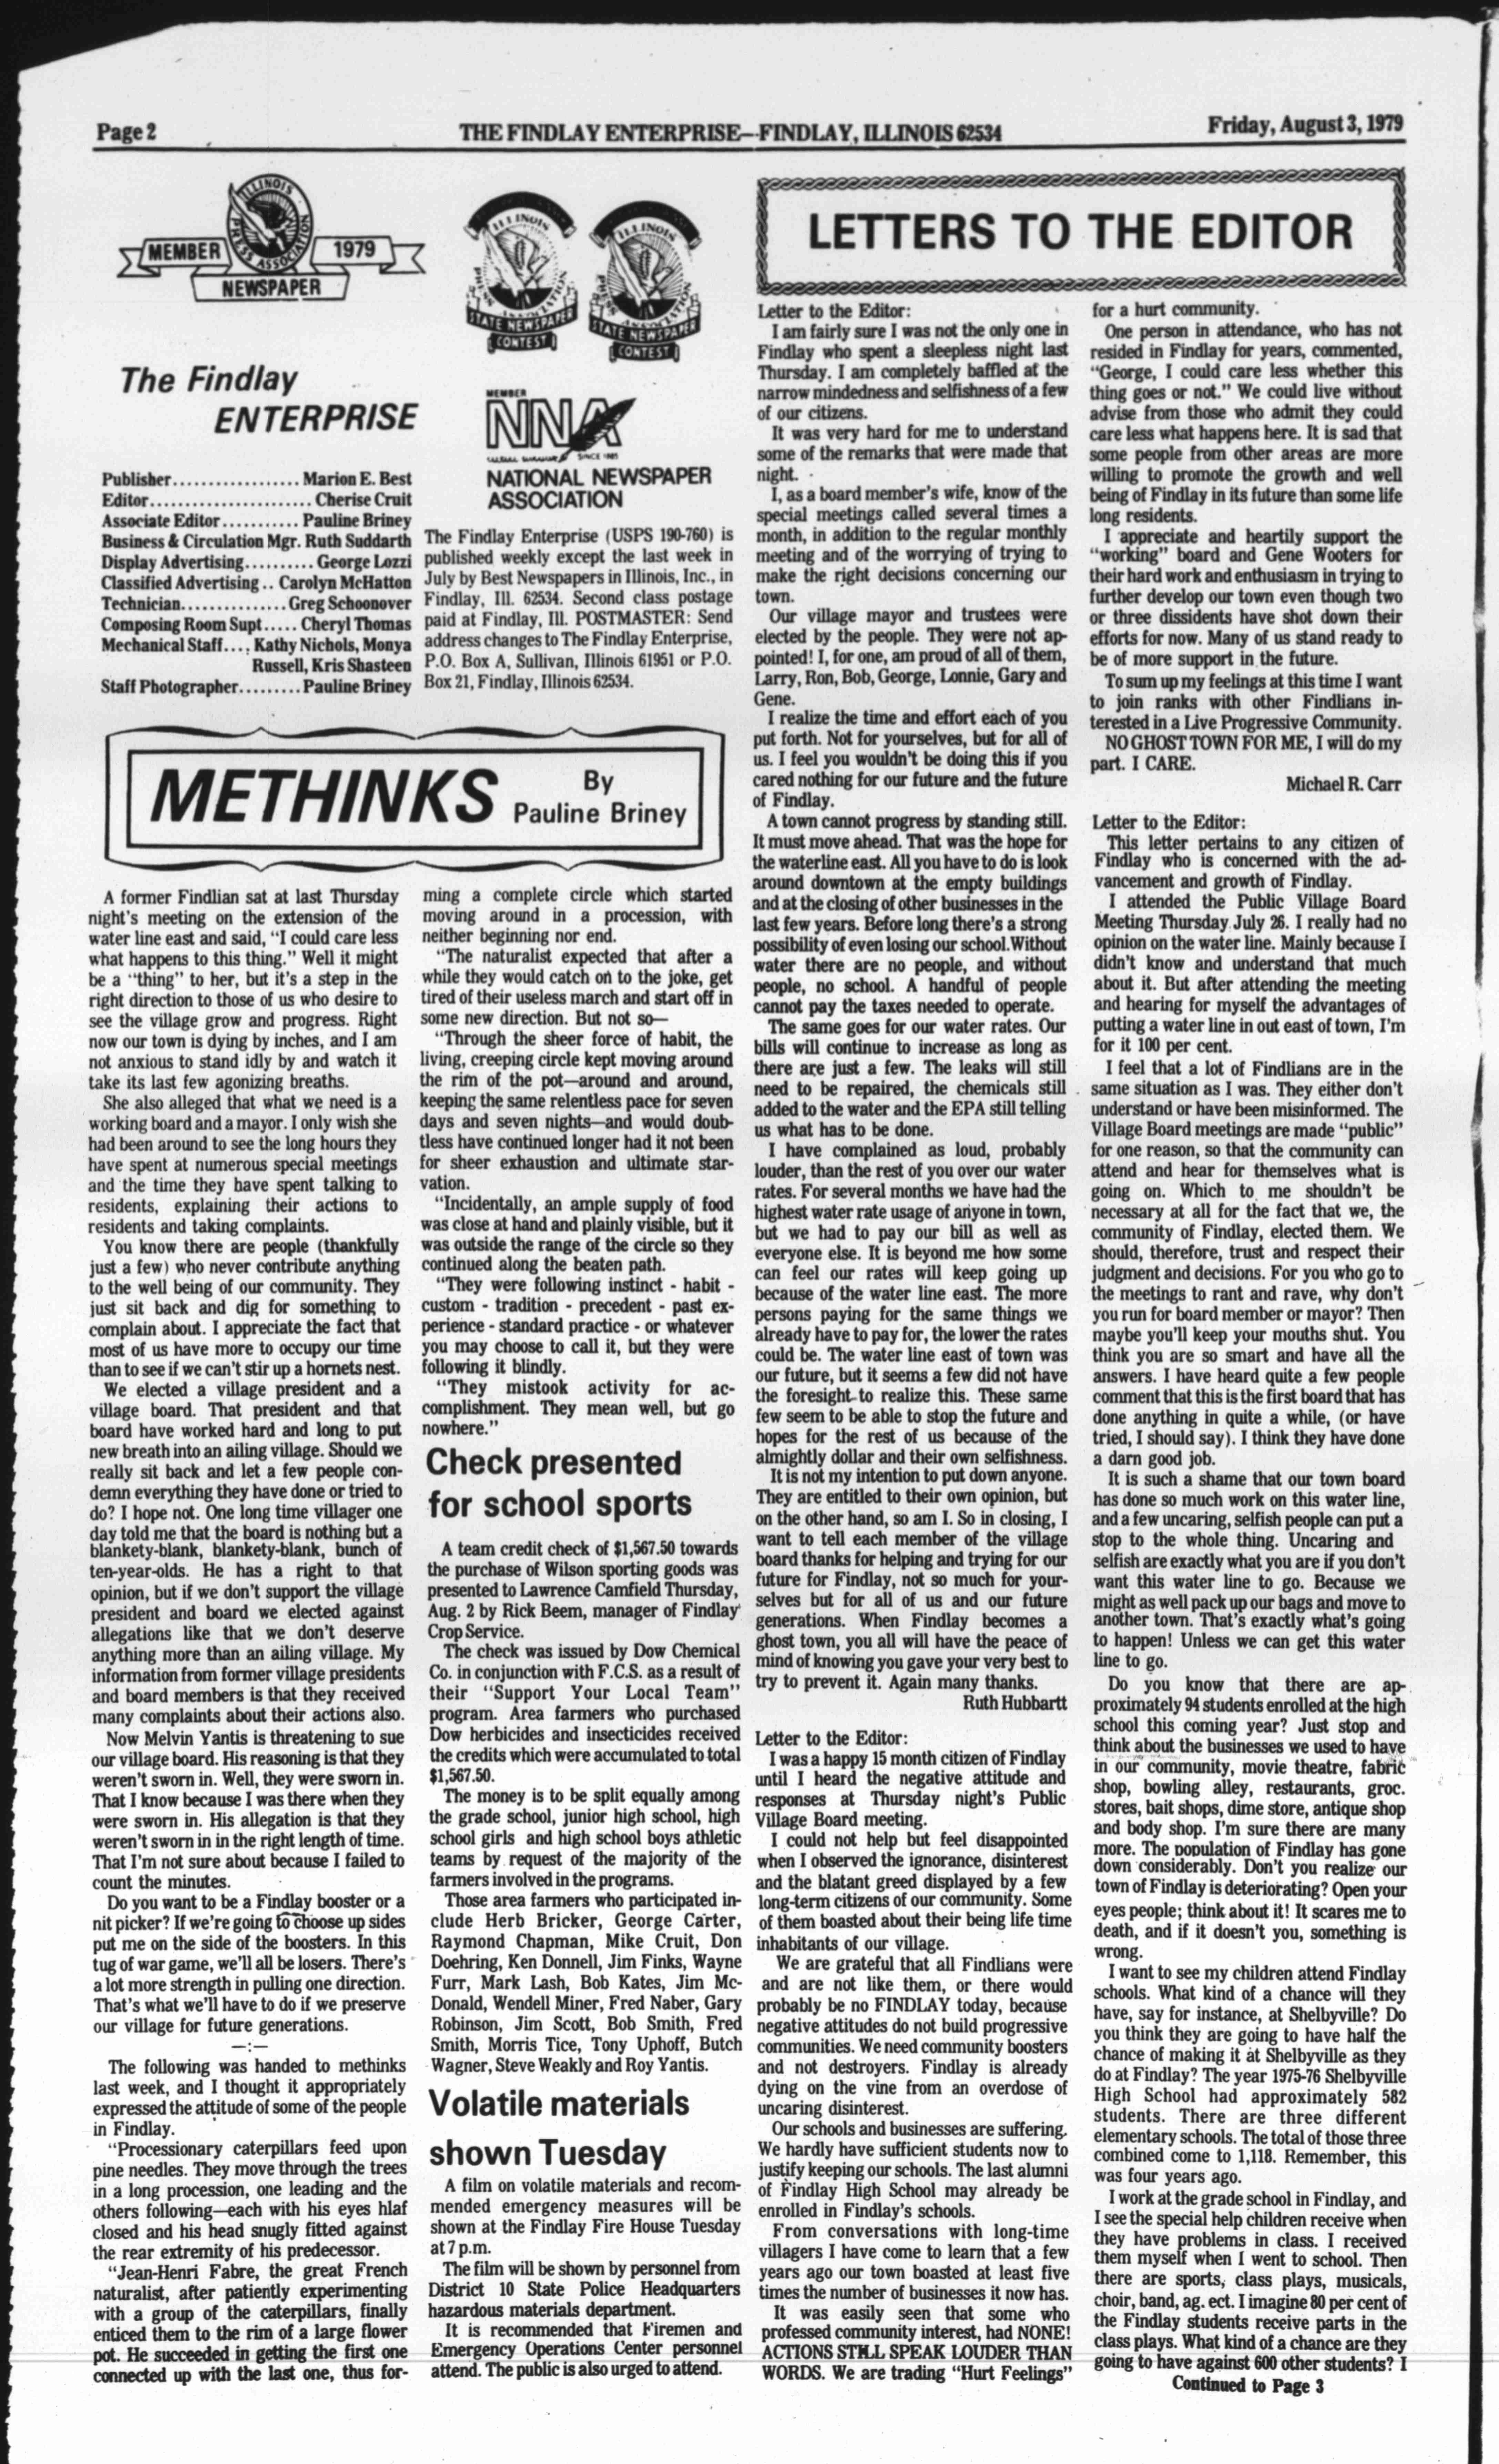 Page 2
THE FINDLAY ENTERPRISE--FINDLAY, ILLINOIS 62534
Friday, August 3, 1979
ILLINOIS
PRESS ASSOCIATION
MEMBER
1979
NEWSPAPER
ILLINOIS
PRESS ASSOCIATION
STATE NEWSPAPER
CONTEST
ILLINOIS
PRESS ASSOCIATION
STATE NEWSPAPER
CONTEST
The Findlay
ENTERPRISE
MEMBER
NNA
SINCE 1885
NATIONAL NEWSPAPER
ASSOCIATION
Publisher................. Marion E. Best
Editor....................... Cherise Cruit
Associate Editor........... Pauline Briney
Business & Circulation Mgr. Ruth Suddarth
Display Advertising.......... George Lozzi
Classified Advertising.. Carolyn McHatton
Technician............... Greg Schoonover
Composing Room Supt..... Cheryl Thomas
Mechanical Staff.... Kathy Nichols, Monya
Russell, Kris Shasteen
Staff Photographer......... Pauline Briney
The Findlay Enterprise (USPS 190-760) is
published weekly except the last week in
July by Best Newspapers in Illinois, Inc., in
Findlay, Ill. 62534. Second class postage
paid at Findlay, Ill. POSTMASTER: Send
address changes to The Findlay Enterprise,
P.O. Box A, Sullivan, Illinois 61951 or P.O.
Box 21, Findlay, Illinois 62534.
METHINKS
By
Pauline Briney
A former Findlian sat at last Thursday
night's meeting on the extension of the
water line east and said, "I could care less
what happens to this thing." Well it might
be a "thing" to her, but it's a step in the
right direction to those of us who desire to
see the village grow and progress. Right
now our town is dying by inches, and I am
not anxious to stand idly by and watch it
take its last few agonizing breaths.
She also alleged that what we need is a
working board and a mayor. I only wish she
had been around to see the long hours they
have spent at numerous special meetings
and the time they have spent talking to
residents, explaining their actions to
residents and taking complaints.
You know there are people (thankfully
just a few) who never contribute anything
to the well being of our community. They
just sit back and dig for something to
complain about. I appreciate the fact that
most of us have more to occupy our time
than to see if we can't stir up a hornets nest.
We elected a village president and a
village board. That president and that
board have worked hard and long to put
new breath into an ailing village. Should we
really sit back and let a few people con-
demn everything they have done or tried to
do? I hope not. One long time villager one
day told me that the board is nothing but a
blankety-blank, blankety-blank, bunch of
ten-year-olds. He has a right to that
opinion, but if we don't support the village
president and board we elected against
allegations like that we don't deserve
anything more than an ailing village. My
information from former village presidents
and board members is that they received
many complaints about their actions also.
Now Melvin Yantis is threatening to sue
our village board. His reasoning is that they
weren't sworn in. Well, they were sworn in.
That I know because I was there when they
were sworn in. His allegation is that they
weren't sworn in in the right length of time.
That I'm not sure about because I failed to
count the minutes.
Do you want to be a Findlay booster or a
nit picker? If we're going to choose up sides
put me on the side of the boosters. In this
tug of war game, we'll all be losers. There's
a lot more strength in pulling one direction.
That's what we'll have to do if we preserve
our village for future generations.
—:—
The following was handed to methinks
last week, and I thought it appropriately
expressed the attitude of some of the people
in Findlay.
"Processionary caterpillars feed upon
pine needles. They move through the trees
in a long procession, one leading and the
others following—each with his eyes hlaf
closed and his head snugly fitted against
the rear extremity of his predecessor.
"Jean-Henri Fabre, the great French
naturalist, after patiently experimenting
with a group of the caterpillars, finally
enticed them to the rim of a large flower
pot. He succeeded in getting the first one
connected up with the last one, thus for-
ming a complete circle which started
moving around in a procession, with
neither beginning nor end.
"The naturalist expected that after a
while they would catch on to the joke, get
tired of their useless march and start off in
some new direction. But not so—
"Through the sheer force of habit, the
living, creeping circle kept moving around
the rim of the pot—around and around,
keeping the same relentless pace for seven
days and seven nights—and would doub-
tless have continued longer had it not been
for sheer exhaustion and ultimate star-
vation.
"Incidentally, an ample supply of food
was close at hand and plainly visible, but it
was outside the range of the circle so they
continued along the beaten path.
"They were following instinct - habit -
custom - tradition - precedent - past ex-
perience - standard practice - or whatever
you may choose to call it, but they were
following it blindly.
"They mistook activity for ac-
complishment. They mean well, but go
nowhere."
Check presented
for school sports
A team credit check of $1,567.50 towards
the purchase of Wilson sporting goods was
presented to Lawrence Camfield Thursday,
Aug. 2 by Rick Beem, manager of Findlay
Crop Service.
The check was issued by Dow Chemical
Co. in conjunction with F.C.S. as a result of
their "Support Your Local Team"
program. Area farmers who purchased
Dow herbicides and insecticides received
the credits which were accumulated to total
$1,567.50.
The money is to be split equally among
the grade school, junior high school, high
school girls and high school boys athletic
teams by request of the majority of the
farmers involved in the programs.
Those area farmers who participated in-
clude Herb Bricker, George Carter,
Raymond Chapman, Mike Cruit, Don
Doehring, Ken Donnell, Jim Finks, Wayne
Furr, Mark Lash, Bob Kates, Jim Mc-
Donald, Wendell Miner, Fred Naber, Gary
Robinson, Jim Scott, Bob Smith, Fred
Smith, Morris Tice, Tony Uphoff, Butch
Wagner, Steve Weakly and Roy Yantis.
Volatile materials
shown Tuesday
A film on volatile materials and recom-
mended emergency measures will be
shown at the Findlay Fire House Tuesday
at 7 p.m.
The film will be shown by personnel from
District 10 State Police Headquarters
hazardous materials department.
It is recommended that Firemen and
Emergency Operations Center personnel
attend. The public is also urged to attend.
LETTERS TO THE EDITOR
Letter to the Editor:
I am fairly sure I was not the only one in
Findlay who spent a sleepless night last
Thursday. I am completely baffled at the
narrow mindedness and selfishness of a few
of our citizens.
It was very hard for me to understand
some of the remarks that were made that
night.
I, as a board member's wife, know of the
special meetings called several times a
month, in addition to the regular monthly
meeting and of the worrying of trying to
make the right decisions concerning our
town.
Our village mayor and trustees were
elected by the people. They were not ap-
pointed! I, for one, am proud of all of them,
Larry, Ron, Bob, George, Lonnie, Gary and
Gene.
I realize the time and effort each of you
put forth. Not for yourselves, but for all of
us. I feel you wouldn't be doing this if you
cared nothing for our future and the future
of Findlay.
A town cannot progress by standing still.
It must move ahead. That was the hope for
the waterline east. All you have to do is look
around downtown at the empty buildings
and at the closing of other businesses in the
last few years. Before long there's a strong
possibility of even losing our school.Without
water there are no people, and without
people, no school. A handful of people
cannot pay the taxes needed to operate.
The same goes for our water rates. Our
bills will continue to increase as long as
there are just a few. The leaks will still
need to be repaired, the chemicals still
added to the water and the EPA still telling
us what has to be done.
I have complained as loud, probably
louder, than the rest of you over our water
rates. For several months we have had the
highest water rate usage of anyone in town,
but we had to pay our bill as well as
everyone else. It is beyond me how some
can feel our rates will keep going up
because of the water line east. The more
persons paying for the same things we
already have to pay for, the lower the rates
could be. The water line east of town was
our future, but it seems a few did not have
the foresight to realize this. These same
few seem to be able to stop the future and
hopes for the rest of us because of the
almightly dollar and their own selfishness.
It is not my intention to put down anyone.
They are entitled to their own opinion, but
on the other hand, so am I. So in closing, I
want to tell each member of the village
board thanks for helping and trying for our
future for Findlay, not so much for your-
selves but for all of us and our future
generations. When Findlay becomes a
ghost town, you all will have the peace of
mind of knowing you gave your very best to
try to prevent it. Again many thanks.
Ruth Hubbartt
Letter to the Editor:
I was a happy 15 month citizen of Findlay
until I heard the negative attitude and
responses at Thursday night's Public
Village Board meeting.
I could not help but feel disappointed
when I observed the ignorance, disinterest
and the blatant greed displayed by a few
long-term citizens of our community. Some
of them boasted about their being life time
inhabitants of our village.
We are grateful that all Findlians were
and are not like them, or there would
probably be no FINDLAY today, because
negative attitudes do not build progressive
communities. We need community boosters
and not destroyers. Findlay is already
dying on the vine from an overdose of
uncaring disinterest.
Our schools and businesses are suffering.
We hardly have sufficient students now to
justify keeping our schools. The last alumni
of Findlay High School may already be
enrolled in Findlay's schools.
From conversations with long-time
villagers I have come to learn that a few
years ago our town boasted at least five
times the number of businesses it now has.
It was easily seen that some who
professed community interest, had NONE!
ACTIONS STILL SPEAK LOUDER THAN
WORDS. We are trading "Hurt Feelings"
for a hurt community.
One person in attendance, who has not
resided in Findlay for years, commented,
"George, I could care less whether this
thing goes or not." We could live without
advise from those who admit they could
care less what happens here. It is sad that
some people from other areas are more
willing to promote the growth and well
being of Findlay in its future than some life
long residents.
I appreciate and heartily support the
"working" board and Gene Wooters for
their hard work and enthusiasm in trying to
further develop our town even though two
or three dissidents have shot down their
efforts for now. Many of us stand ready to
be of more support in the future.
To sum up my feelings at this time I want
to join ranks with other Findlians in-
terested in a Live Progressive Community.
NO GHOST TOWN FOR ME, I will do my
part. I CARE.
Michael R. Carr
Letter to the Editor:
This letter pertains to any citizen of
Findlay who is concerned with the ad-
vancement and growth of Findlay.
I attended the Public Village Board
Meeting Thursday July 26. I really had no
opinion on the water line. Mainly because I
didn't know and understand that much
about it. But after attending the meeting
and hearing for myself the advantages of
putting a water line in out east of town, I'm
for it 100 per cent.
I feel that a lot of Findlians are in the
same situation as I was. They either don't
understand or have been misinformed. The
Village Board meetings are made "public"
for one reason, so that the community can
attend and hear for themselves what is
going on. Which to me shouldn't be
necessary at all for the fact that we, the
community of Findlay, elected them. We
should, therefore, trust and respect their
judgment and decisions. For you who go to
the meetings to rant and rave, why don't
you run for board member or mayor? Then
maybe you'll keep your mouths shut. You
think you are so smart and have all the
answers. I have heard quite a few people
comment that this is the first board that has
done anything in quite a while, (or have
tried, I should say). I think they have done
a darn good job.
It is such a shame that our town board
has done so much work on this water line,
and a few uncaring, selfish people can put a
stop to the whole thing. Uncaring and
selfish are exactly what you are if you don't
want this water line to go. Because we
might as well pack up our bags and move to
another town. That's exactly what's going
to happen! Unless we can get this water
line to go.
Do you know that there are ap-
proximately 94 students enrolled at the high
school this coming year? Just stop and
think about the businesses we used to have
in our community, movie theatre, fabric
shop, bowling alley, restaurants, groc.
stores, bait shops, dime store, antique shop
and body shop. I'm sure there are many
more. The population of Findlay has gone
down considerably. Don't you realize our
town of Findlay is deteriorating? Open your
eyes people; think about it! It scares me to
death, and if it doesn't you, something is
wrong.
I want to see my children attend Findlay
schools. What kind of a chance will they
have, say for instance, at Shelbyville? Do
you think they are going to have half the
chance of making it at Shelbyville as they
do at Findlay? The year 1975-76 Shelbyville
High School had approximately 582
students. There are three different
elementary schools. The total of those three
combined come to 1,118. Remember, this
was four years ago.
I work at the grade school in Findlay, and
I see the special help children receive when
they have problems in class. I received
them myself when I went to school. Then
there are sports, class plays, musicals,
choir, band, ag. ect. I imagine 80 per cent of
the Findlay students receive parts in the
class plays. What kind of a chance are they
going to have against 600 other students? I
Continued to Page 3